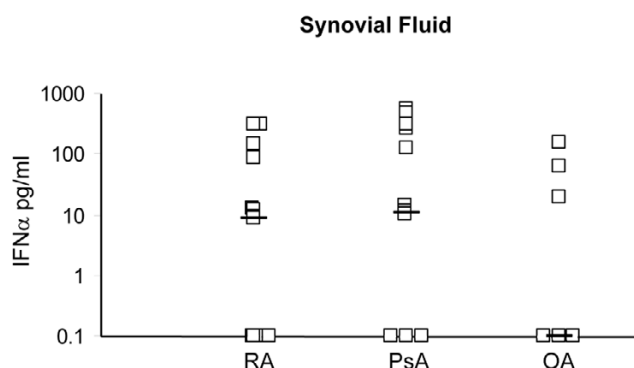 Synovial Fluid
IFNα pg/ml
1000
100
10
1
0.1
RA
PsA
OA